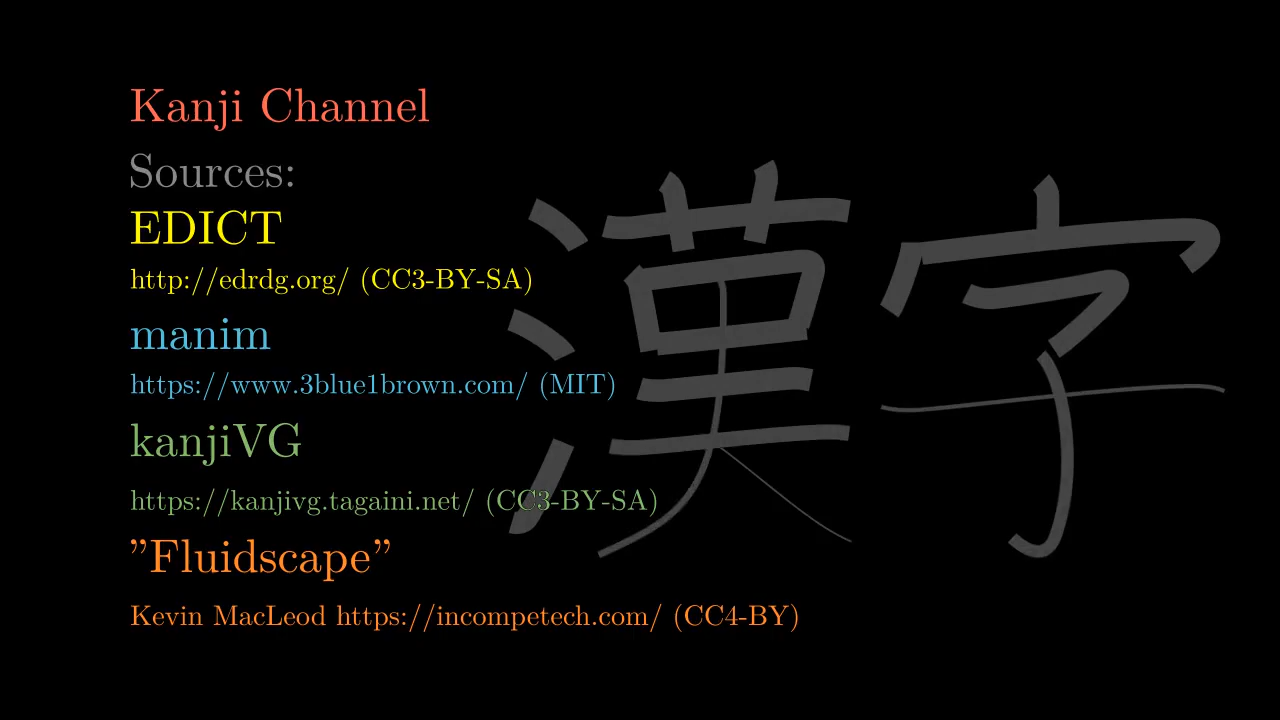 Kanji Channel
Sources:
EDICT
http://edrdg.org/ (CC3-BY-SA)
manim
https://www.3blue1brown.com/ (MIT)
kanjiVG
https://kanjivg.tagaini.net/ (CC3-BY-SA)
”Fluidscape”
Kevin MacLeod https://incompetech.com/ (CC4-BY)
漢字